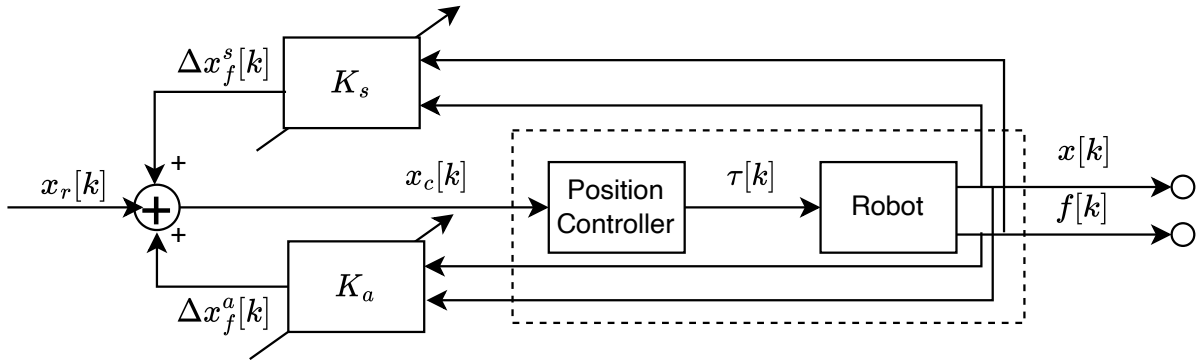 Δx_f^s[k]
K_s
x_r[k]
+
+
+
x_c[k]
Position
Controller
τ[k]
Robot
x[k]
f[k]
K_a
Δx_f^a[k]